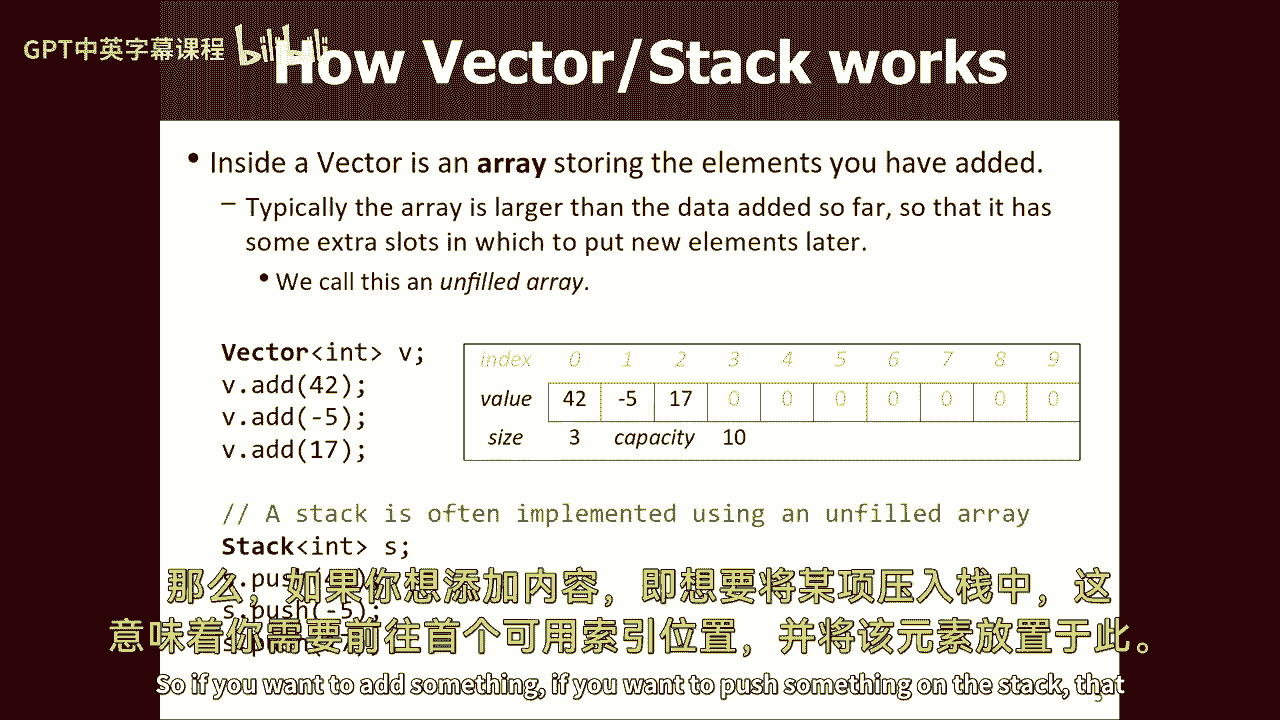 GPT中英字幕课程 bilibili
How Vector/Stack works
• Inside a Vector is an array storing the elements you have added.
– Typically the array is larger than the data added so far, so that it has
some extra slots in which to put new elements later.
• We call this an unfilled array.
Vector<int> v;
v.add(42);
v.add(-5);
v.add(17);
index 0 1 2 3 4 5 6 7 8 9
value 42 -5 17 0 0 0 0 0 0 0
size 3 capacity 10
// A stack is often implemented using an unfilled array
Stack<int> s;
s.push(-5);
那么，如果你想添加内容，即想要将某项压入栈中，这
意味着你需要前往首个可用索引位置，并将该元素放置于此。
So if you want to add something, if you want to push something on the stack, that